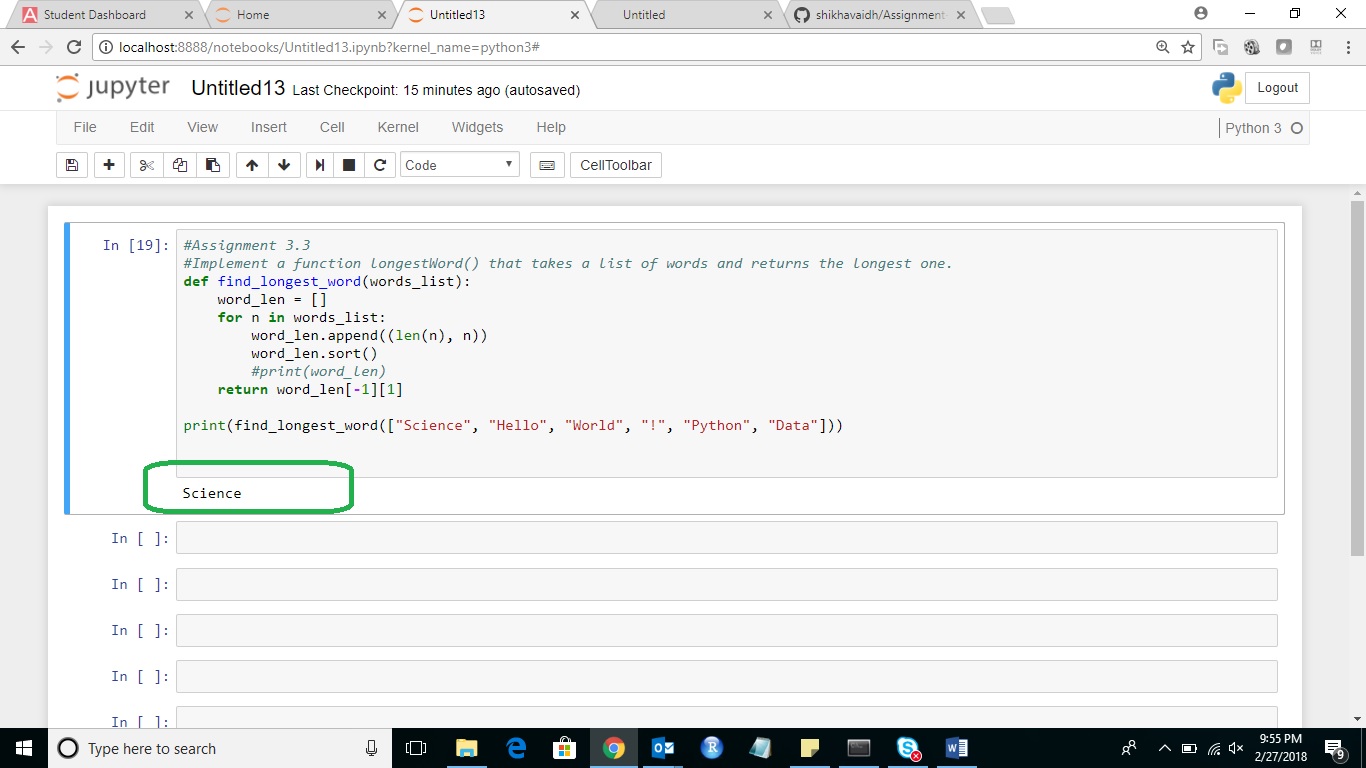 Student Dashboard
Home
Untitled13
Untitled
shikhavaidh/Assignment
localhost:8888/notebooks/Untitled13.ipynb?kernel_name=python3#
jupyter Untitled13 Last Checkpoint: 15 minutes ago (autosaved)
Logout
File Edit View Insert Cell Kernel Widgets Help
Python 3
Code
CellToolbar
In [19]:
#Assignment 3.3
#Implement a function longestWord() that takes a list of words and returns the longest one.
def find_longest_word(words_list):
    word_len = []
    for n in words_list:
        word_len.append((len(n), n))
        word_len.sort()
        #print(word_len)
    return word_len[-1][1]
print(find_longest_word(["Science", "Hello", "World", "!", "Python", "Data"]))
Science
In [ ]:
In [ ]:
In [ ]:
In [ ]:
In [ ]:
Type here to search
9:55 PM
2/27/2018
9